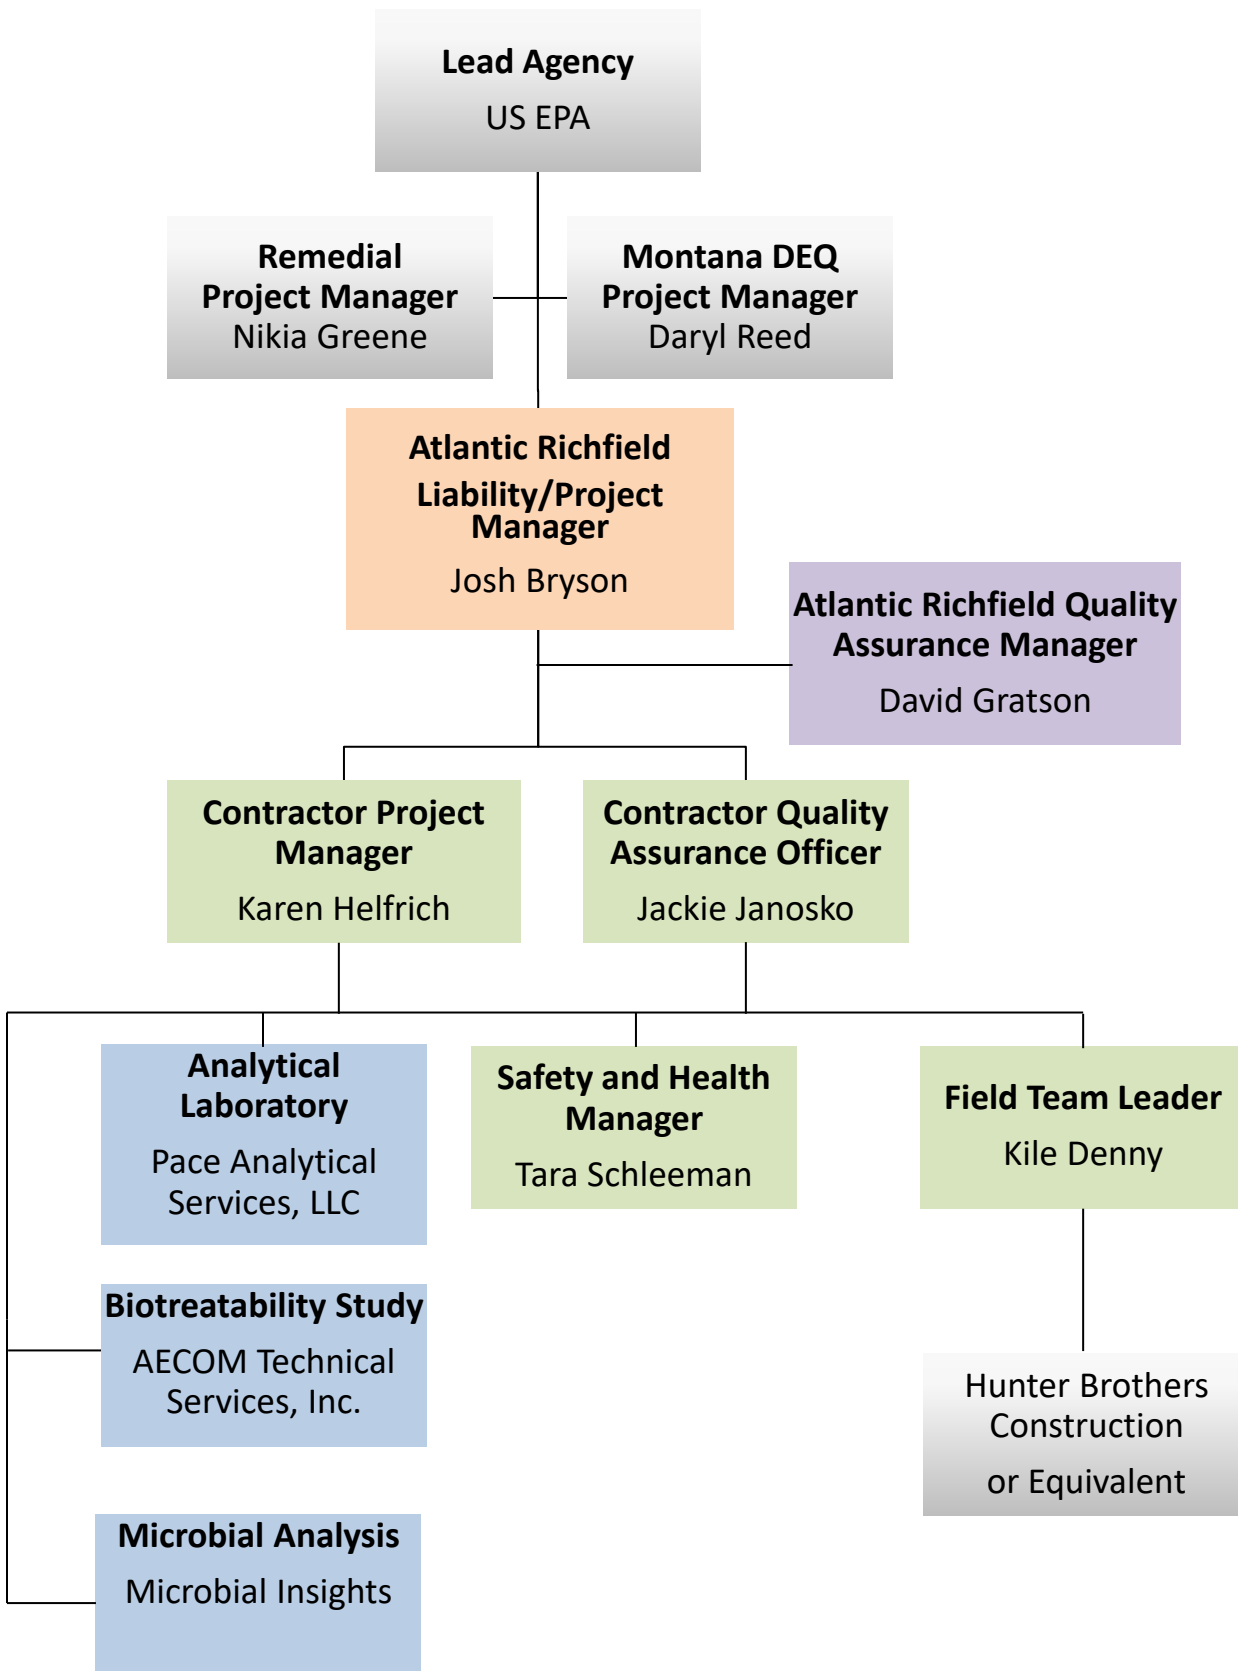 Lead Agency
US EPA
Remedial
Project Manager
Nikia Greene
Montana DEQ
Project Manager
Daryl Reed
Atlantic Richfield
Liability/Project
Manager
Josh Bryson
Atlantic Richfield Quality
Assurance Manager
David Gratson
Contractor Project
Manager
Karen Helfrich
Contractor Quality
Assurance Officer
Jackie Janosko
Analytical
Laboratory
Pace Analytical
Services, LLC
Safety and Health
Manager
Tara Schleeman
Field Team Leader
Kile Denny
Biotreatability Study
AECOM Technical
Services, Inc.
Hunter Brothers
Construction
or Equivalent
Microbial Analysis
Microbial Insights